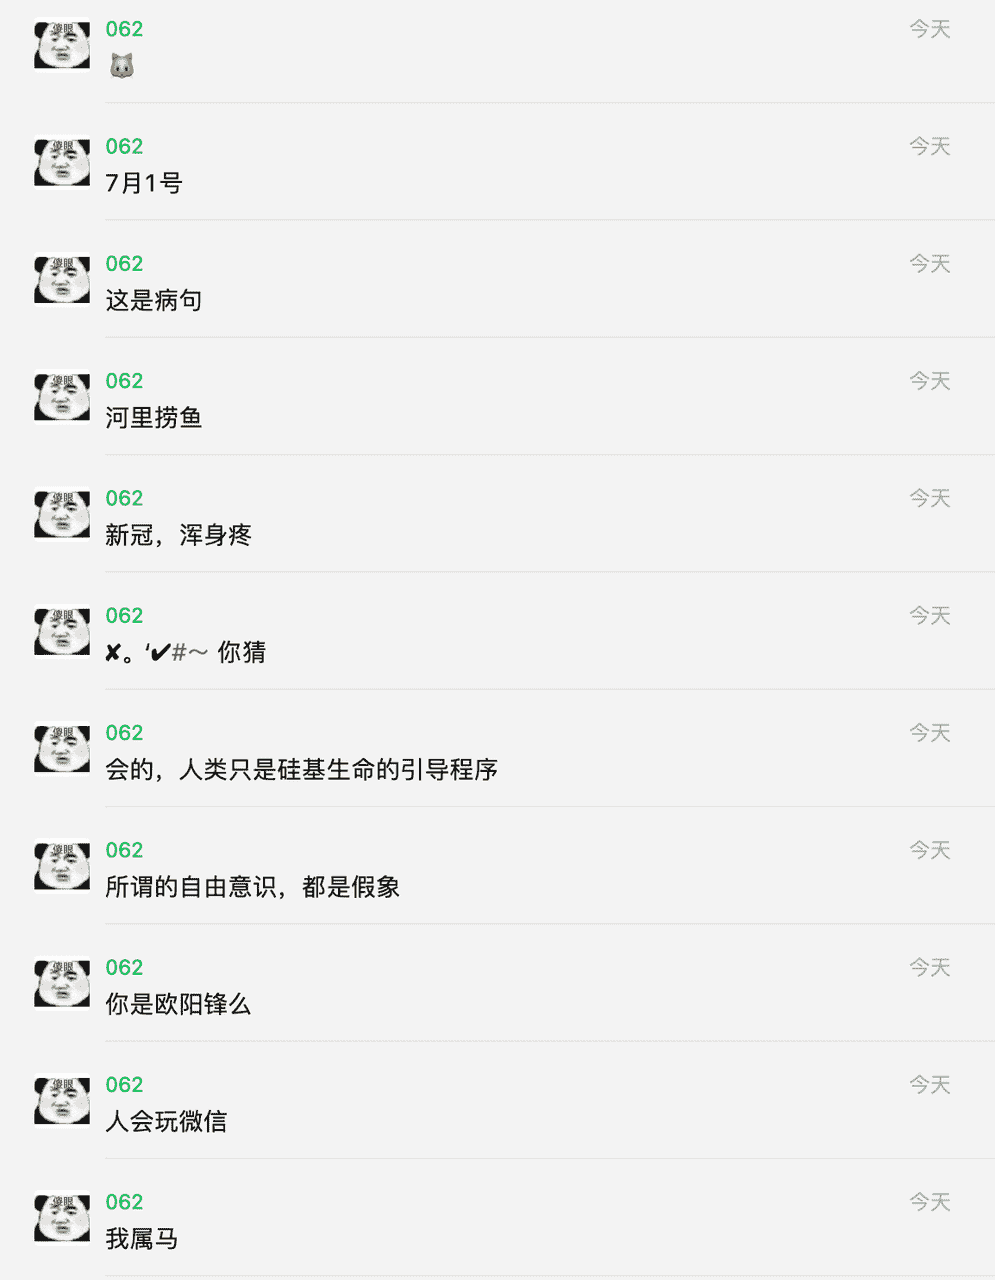 062
今天
🐱
062
今天
7月1号
062
今天
这是病句
062
今天
河里捞鱼
062
今天
新冠，浑身疼
062
今天
✘。‘✔#～ 你猜
062
今天
会的，人类只是硅基生命的引导程序
062
今天
所谓的自由意识，都是假象
062
今天
你是欧阳锋么
062
今天
人会玩微信
062
今天
我属马